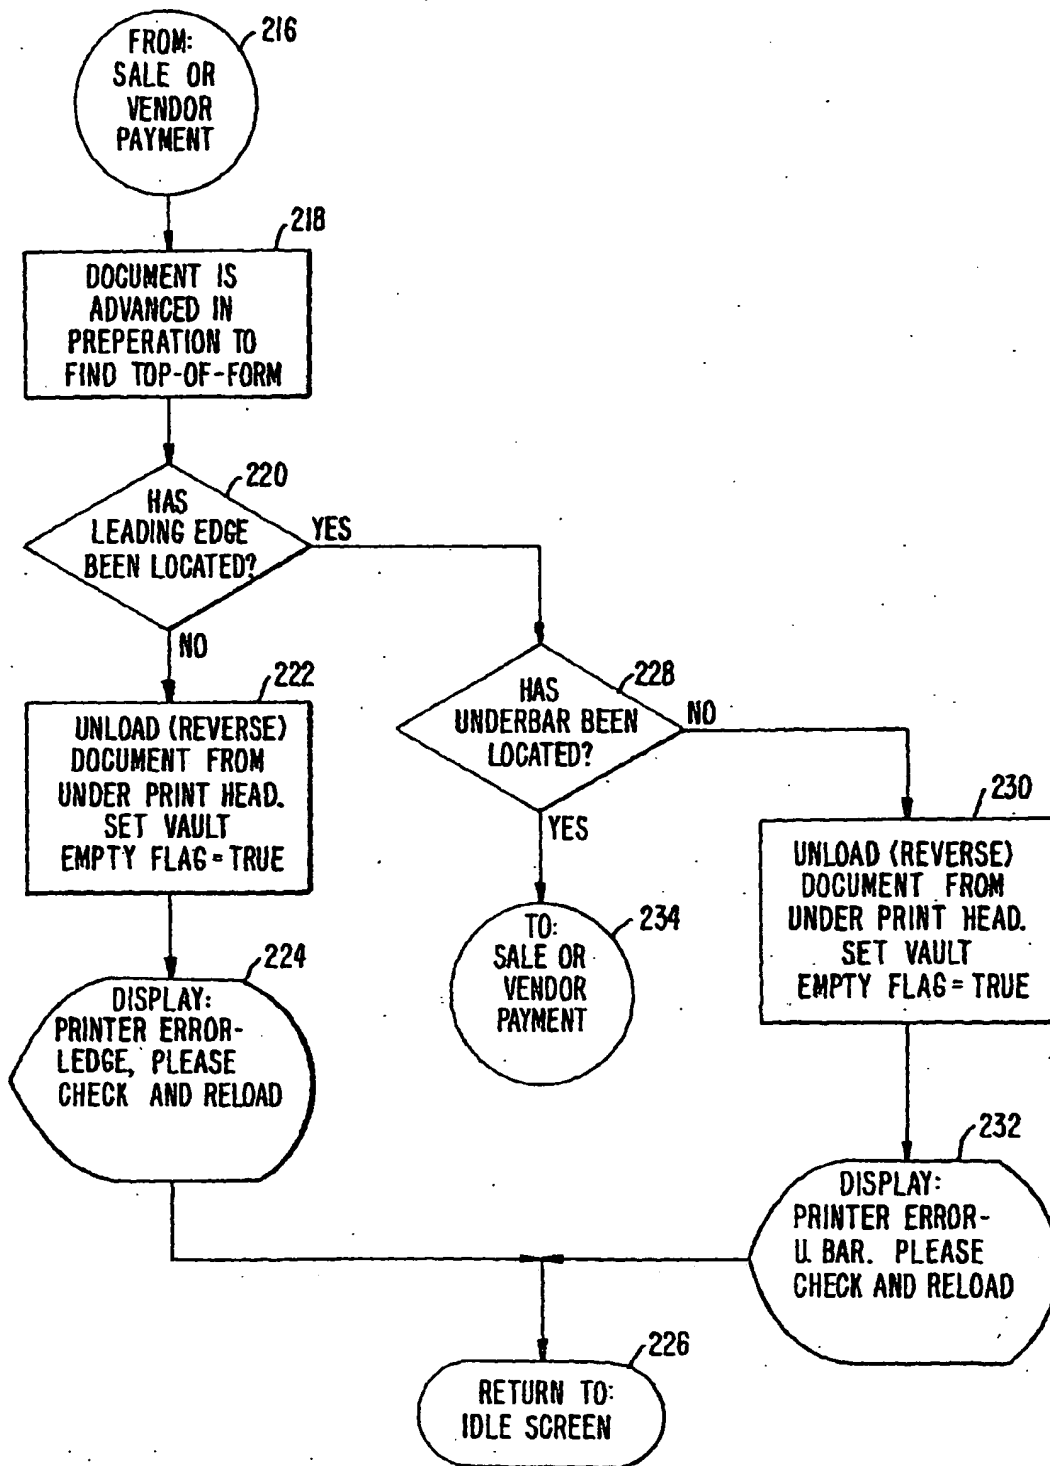 FROM:
SALE OR
VENDOR
PAYMENT
216
218
DOCUMENT IS
ADVANCED IN
PREPERATION TO
FIND TOP-OF-FORM
220
HAS
LEADING EDGE
BEEN LOCATED?
YES
NO
222
UNLOAD (REVERSE)
DOCUMENT FROM
UNDER PRINT HEAD.
SET VAULT
EMPTY FLAG = TRUE
224
DISPLAY:
PRINTER ERROR-
LEDGE, PLEASE
CHECK AND RELOAD
228
HAS
UNDERBAR BEEN
LOCATED?
NO
YES
234
TO:
SALE OR
VENDOR
PAYMENT
230
UNLOAD (REVERSE)
DOCUMENT FROM
UNDER PRINT HEAD.
SET VAULT
EMPTY FLAG = TRUE
232
DISPLAY:
PRINTER ERROR-
U. BAR. PLEASE
CHECK AND RELOAD
226
RETURN TO:
IDLE SCREEN